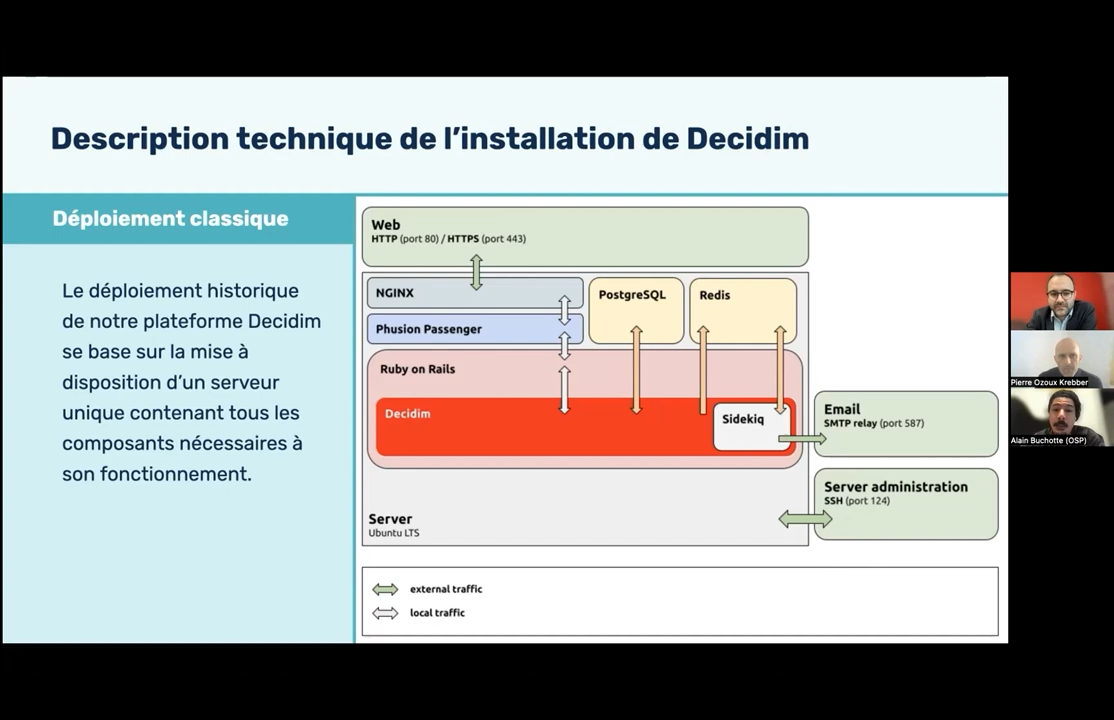 Description technique de l’installation de Decidim
Déploiement classique
Le déploiement historique
de notre plateforme Decidim
se base sur la mise à
disposition d’un serveur
unique contenant tous les
composants nécessaires à
son fonctionnement.
Web
HTTP (port 80) / HTTPS (port 443)
NGINX
PostgreSQL
Redis
Phusion Passenger
Ruby on Rails
Decidim
Sidekiq
Email
SMTP relay (port 587)
Server administration
SSH (port 124)
Server
Ubuntu LTS
external traffic
local traffic
Pierre Ozoux Krebber
Alain Buchotte (OSP)